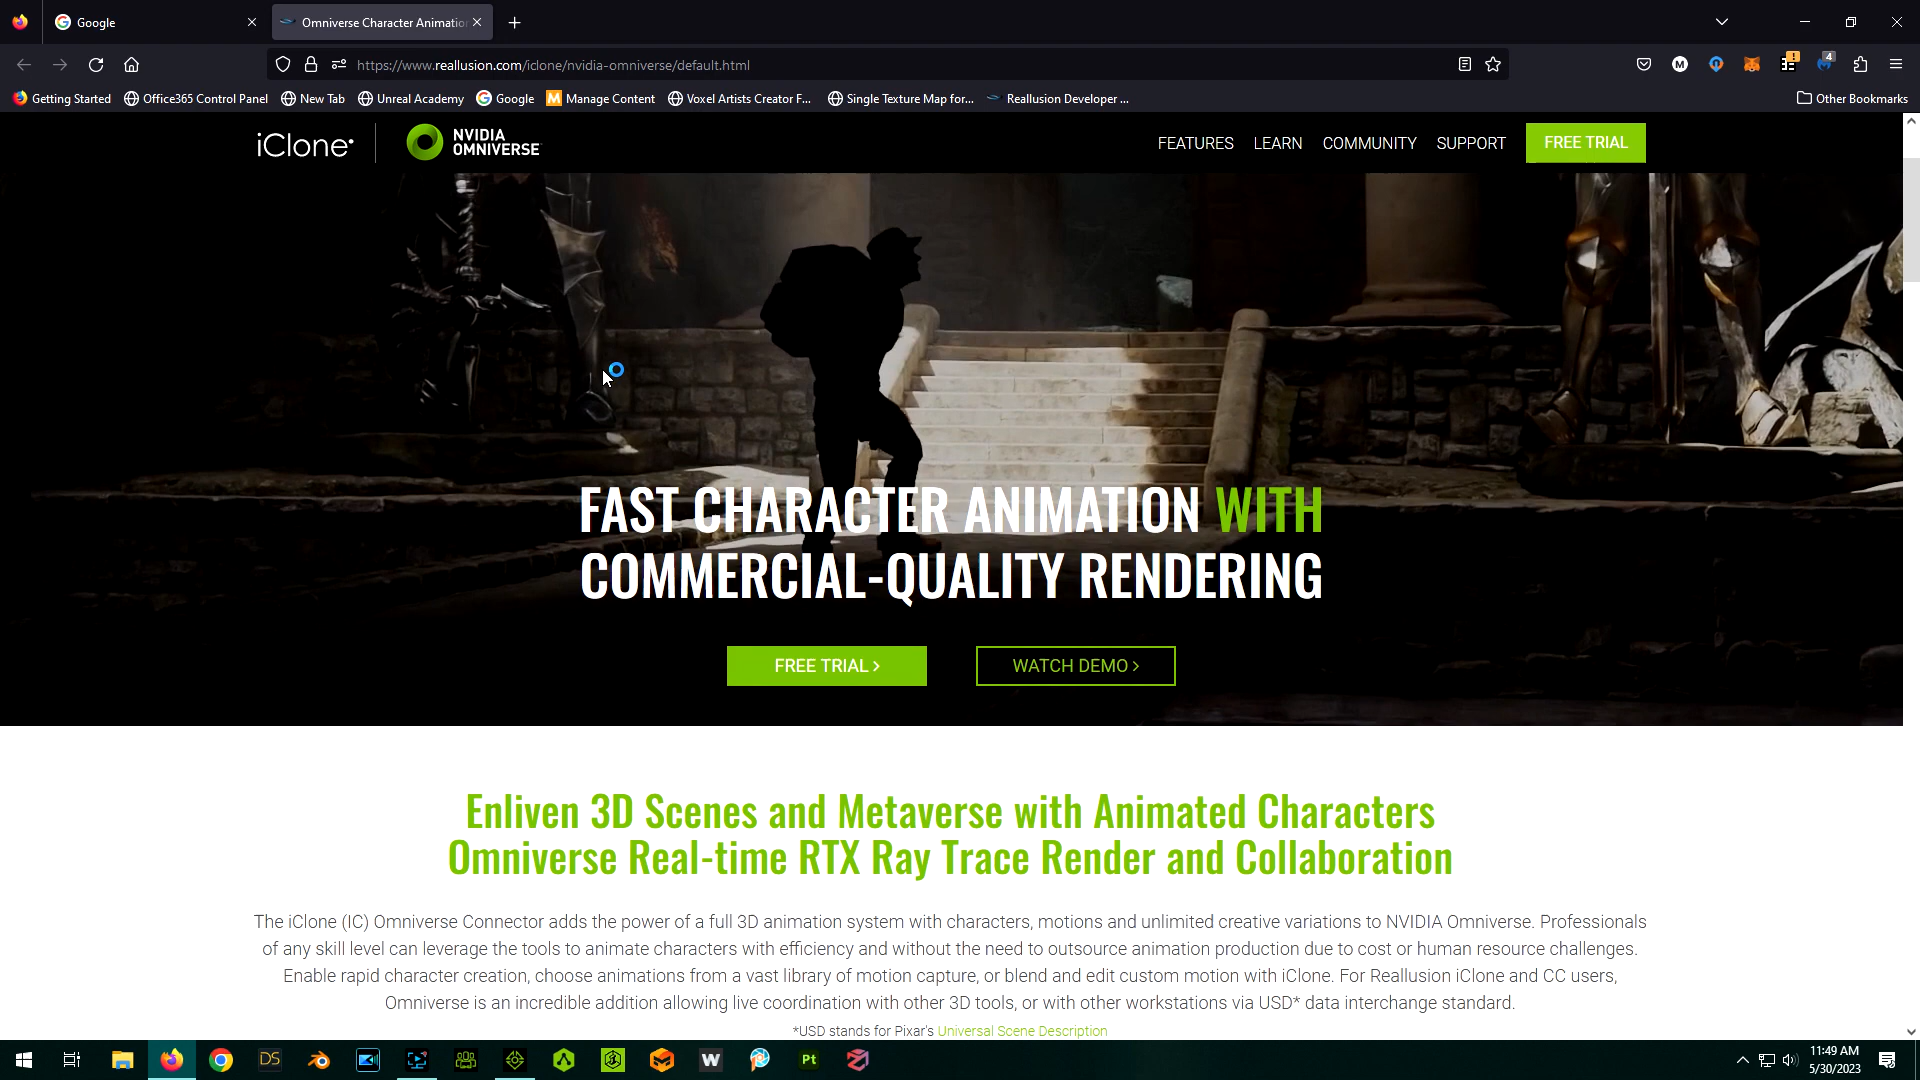 Google
Omniverse Character Animatio
https://www.reallusion.com/iclone/nvidia-omniverse/default.html
M
!
4
Getting Started
Office365 Control Panel
New Tab
Unreal Academy
Google
M Manage Content
Voxel Artists Creator F...
Single Texture Map for...
Reallusion Developer ...
Other Bookmarks
iClone
NVIDIA
OMNIVERSE
FEATURES
LEARN
COMMUNITY
SUPPORT
FREE TRIAL
FAST CHARACTER ANIMATION WITH
COMMERCIAL-QUALITY RENDERING
FREE TRIAL >
WATCH DEMO >
Enliven 3D Scenes and Metaverse with Animated Characters
Omniverse Real-time RTX Ray Trace Render and Collaboration
The iClone (IC) Omniverse Connector adds the power of a full 3D animation system with characters, motions and unlimited creative variations to NVIDIA Omniverse. Professionals
of any skill level can leverage the tools to animate characters with efficiency and without the need to outsource animation production due to cost or human resource challenges.
Enable rapid character creation, choose animations from a vast library of motion capture, or blend and edit custom motion with iClone. For Reallusion iClone and CC users,
Omniverse is an incredible addition allowing live coordination with other 3D tools, or with other workstations via USD* data interchange standard.
*USD stands for Pixar's Universal Scene Description
DS
W
Pt
11:49 AM
5/30/2023